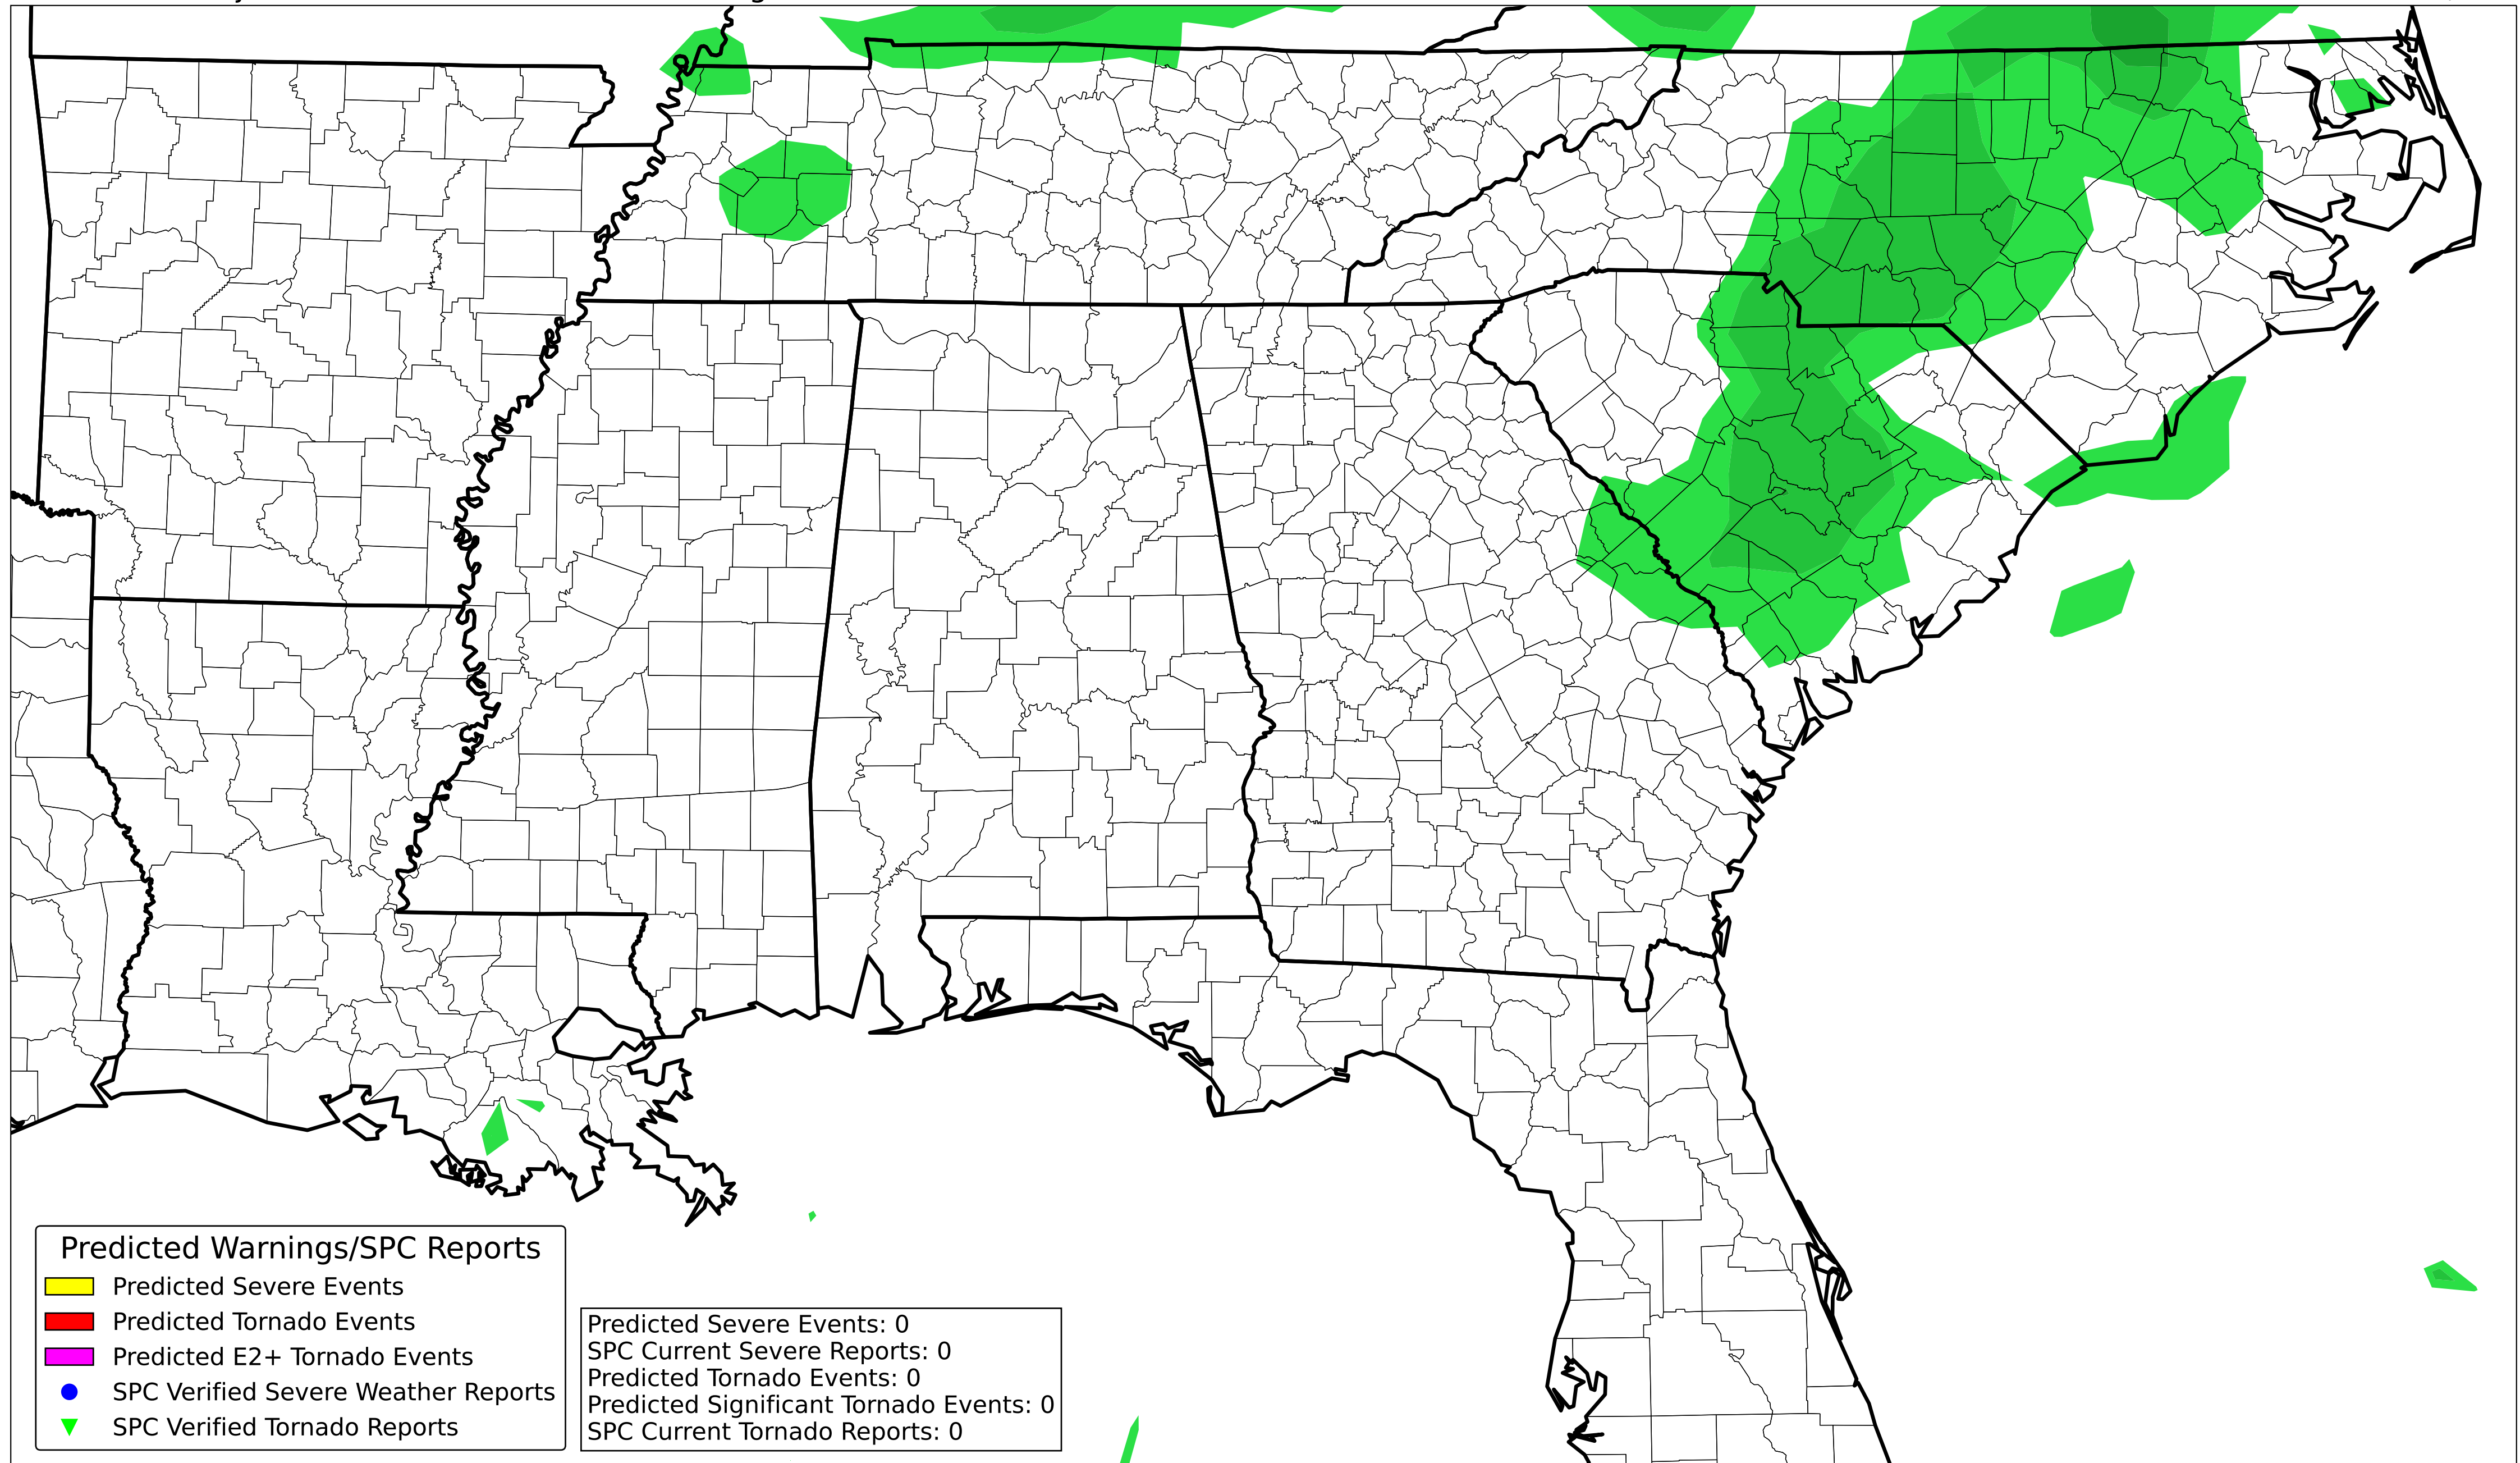 Predicted Warnings/SPC Reports
Predicted Severe Events
Predicted Tornado Events
Predicted E2+ Tornado Events
SPC Verified Severe Weather Reports
SPC Verified Tornado Reports
Predicted Severe Events: 0
SPC Current Severe Reports: 0
Predicted Tornado Events: 0
Predicted Significant Tornado Events: 0
SPC Current Tornado Reports: 0